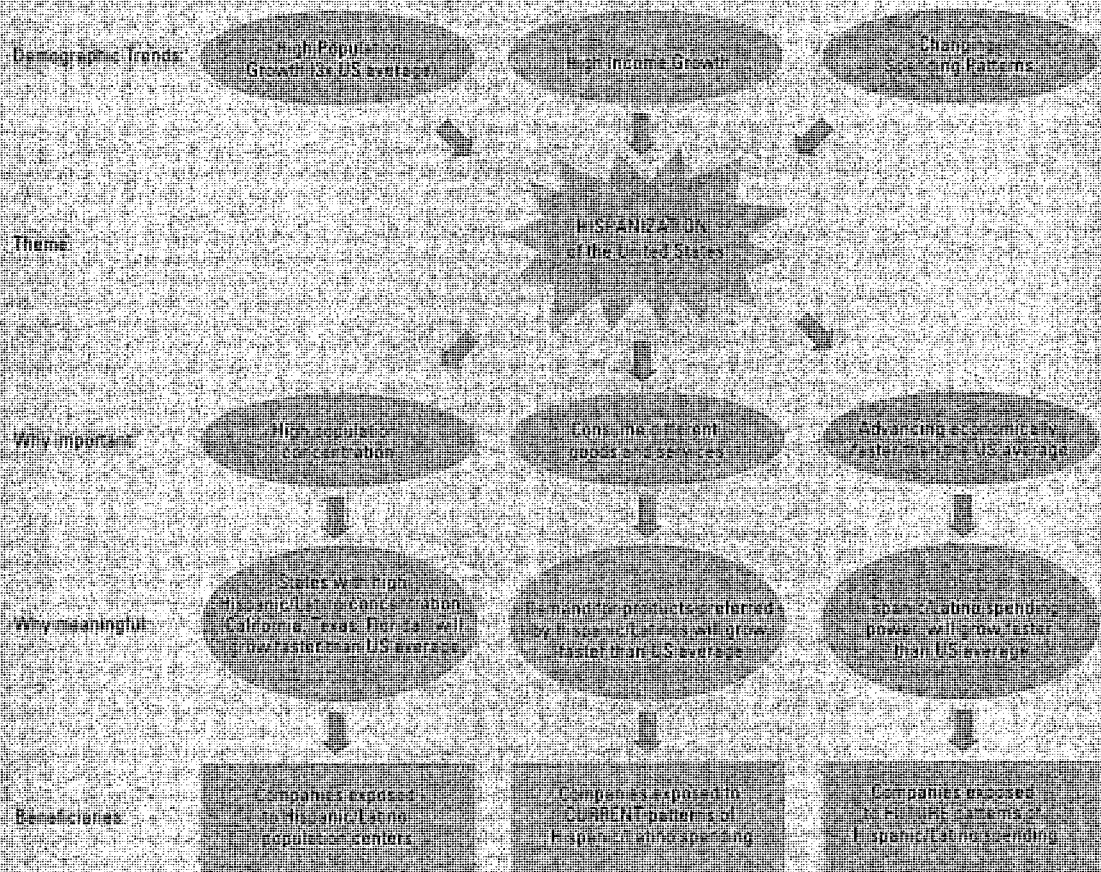 Demographic Trends
High Population
Growth (3x US average)
High Income Growth
Changing
Spending Patterns
Theme
HISPANIZATION
of the United States
Why important
High population
concentration
Consume different
goods and services
Advancing economically
faster than the US average
Why meaningful
States with high
Hispanic/Latino concentration
California, Texas, Florida will
grow faster than US average
Demand for products preferred
by Hispanic/Latinos will grow
faster than US average
Hispanic/Latino spending
power will grow faster
than US average
Beneficiaries
Companies exposed
to Hispanic/Latino
population centers
Companies exposed to
CURRENT patterns of
Hispanic/Latino spending
Companies exposed
to FUTURE patterns of
Hispanic/Latino spending